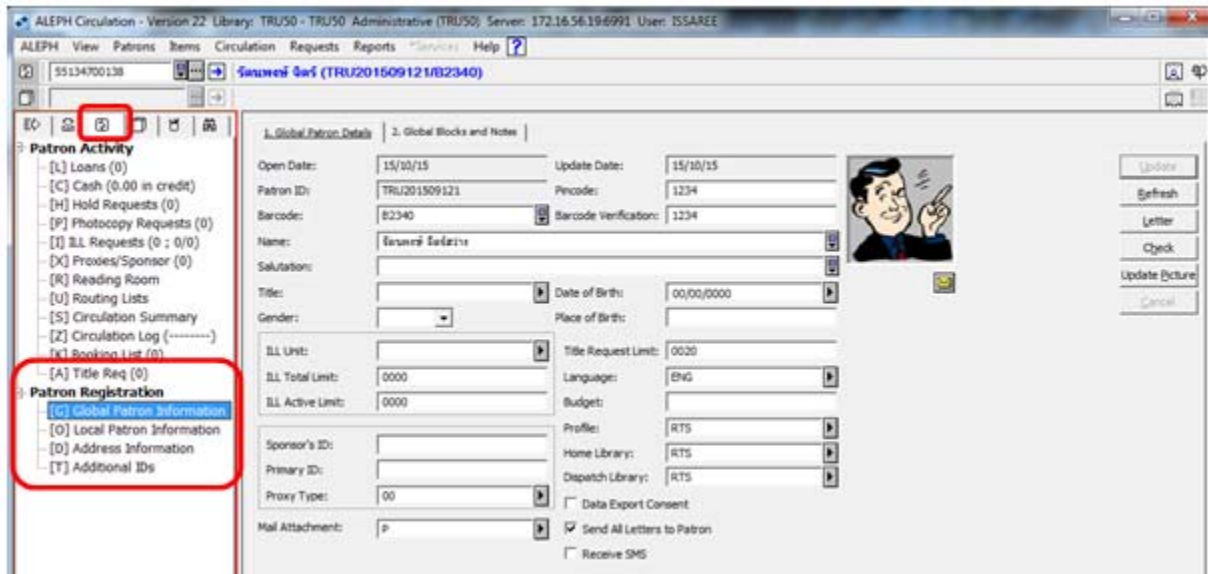 ALEPH Circulation - Version 22 Library: TRU50 - TRU50 Administrative (TRU50) Server: 172.16.56.19:6991 User: ISSAREE
ALEPH View Patrons Items Circulation Requests Reports *Services Help ?
55134700138 (TRU201509121/B2340)
1. Global Patron Details 2. Global Blocks and Notes
Patron Activity
[L] Loans (0)
[C] Cash (0.00 in credit)
[H] Hold Requests (0)
[P] Photocopy Requests (0)
[I] ILL Requests (0 ; 0/0)
[X] Proxies/Sponsor (0)
[R] Reading Room
[U] Routing Lists
[S] Circulation Summary
[Z] Circulation Log (--------)
[K] Booking List (0)
[A] Title Req (0)
Patron Registration
[G] Global Patron Information
[O] Local Patron Information
[D] Address Information
[T] Additional IDs
Open Date: 15/10/15 Update Date: 15/10/15
Patron ID: TRU201509121 Pincode: 1234
Barcode: B2340 Barcode Verification: 1234
Name:
Salutation:
Title: Date of Birth: 00/00/0000
Gender: Place of Birth:
ILL Unit: Title Request Limit: 0020
ILL Total Limit: 0000 Language: ENG
ILL Active Limit: 0000 Budget:
Profile: RTS
Sponsor's ID: Home Library: RTS
Primary ID: Dispatch Library: RTS
Proxy Type: 00 Data Export Consent
Mail Attachment: P Send All Letters to Patron
Receive SMS
Update
Refresh
Letter
Check
Update Picture
Cancel